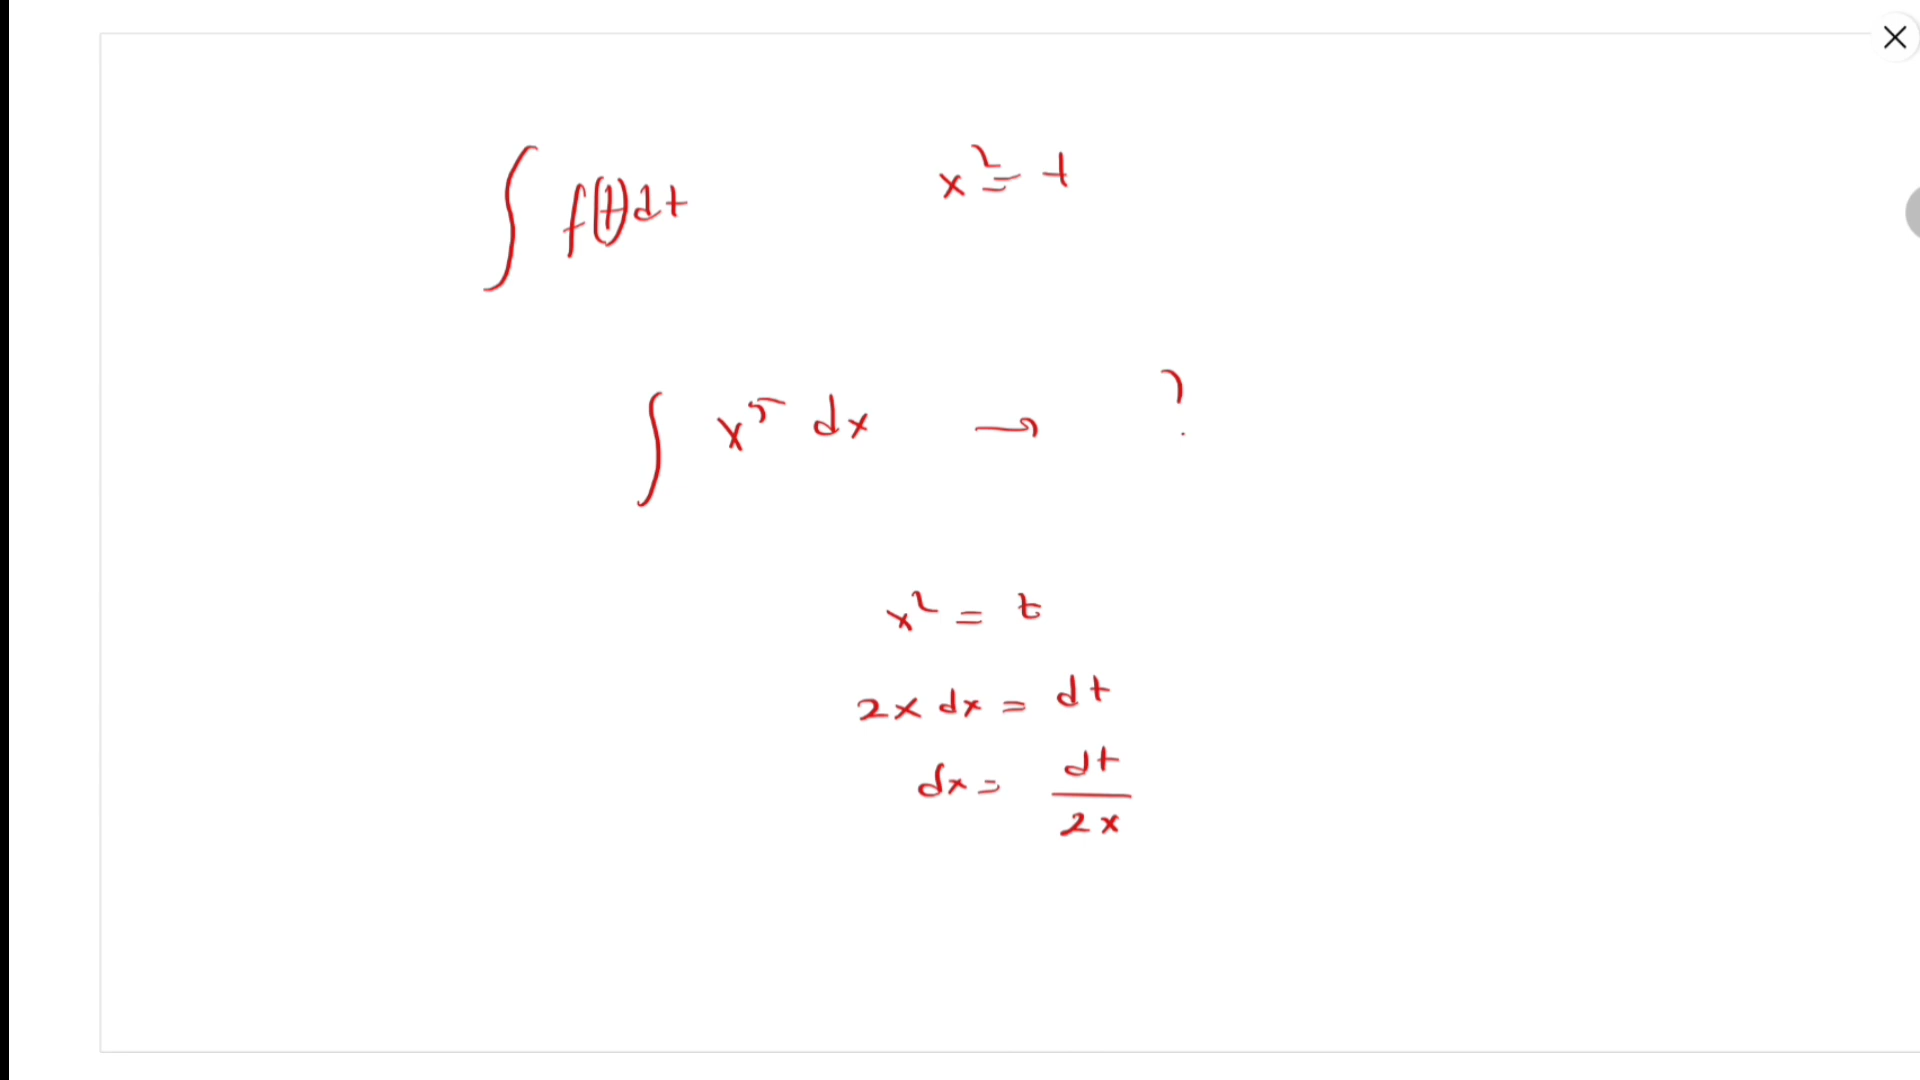 ∫ f(t)dt    x² = t
∫ x⁵ dx → ?
x² = t
2x dx = dt
dx = dt/2x